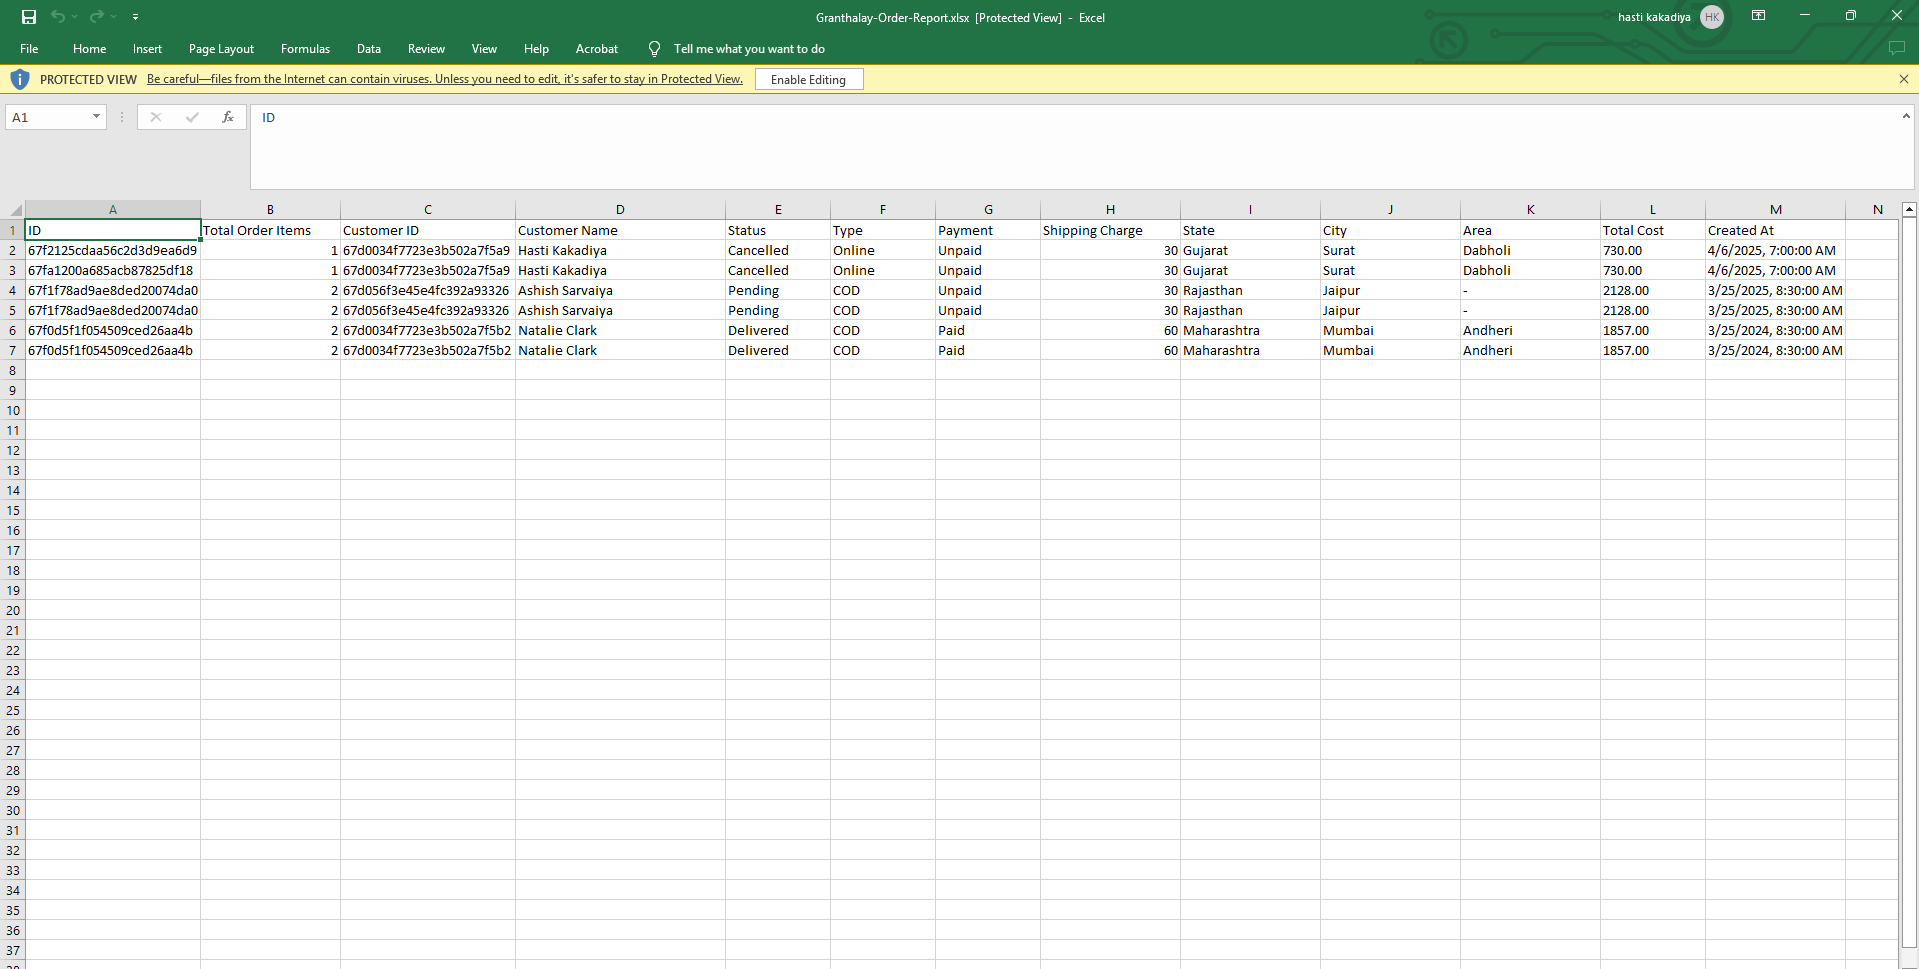 Granthalay-Order-Report.xlsx [Protected View] - Excel
hasti kakadiya HK
File Home Insert Page Layout Formulas Data Review View Help Acrobat Tell me what you want to do
PROTECTED VIEW Be careful—files from the Internet can contain viruses. Unless you need to edit, it's safer to stay in Protected View. Enable Editing
A1 fx ID
A B C D E F G H I J K L M N
1 ID Total Order Items Customer ID Customer Name Status Type Payment Shipping Charge State City Area Total Cost Created At
2 67f2125cdaa56c2d3d9ea6d9 1 67d0034f7723e3b502a7f5a9 Hasti Kakadiya Cancelled Online Unpaid 30 Gujarat Surat Dabholi 730.00 4/6/2025, 7:00:00 AM
3 67fa1200a685acb87825df18 1 67d0034f7723e3b502a7f5a9 Hasti Kakadiya Cancelled Online Unpaid 30 Gujarat Surat Dabholi 730.00 4/6/2025, 7:00:00 AM
4 67f1f78ad9ae8ded20074da0 2 67d056f3e45e4fc392a93326 Ashish Sarvaiya Pending COD Unpaid 30 Rajasthan Jaipur - 2128.00 3/25/2025, 8:30:00 AM
5 67f1f78ad9ae8ded20074da0 2 67d056f3e45e4fc392a93326 Ashish Sarvaiya Pending COD Unpaid 30 Rajasthan Jaipur - 2128.00 3/25/2025, 8:30:00 AM
6 67f0d5f1f054509ced26aa4b 2 67d0034f7723e3b502a7f5b2 Natalie Clark Delivered COD Paid 60 Maharashtra Mumbai Andheri 1857.00 3/25/2024, 8:30:00 AM
7 67f0d5f1f054509ced26aa4b 2 67d0034f7723e3b502a7f5b2 Natalie Clark Delivered COD Paid 60 Maharashtra Mumbai Andheri 1857.00 3/25/2024, 8:30:00 AM
8
9
10
11
12
13
14
15
16
17
18
19
20
21
22
23
24
25
26
27
28
29
30
31
32
33
34
35
36
37
38